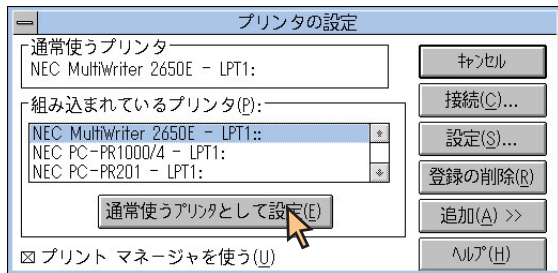 プリンタの設定
通常使うプリンタ
NEC MultiWriter 2650E - LPT1:
組み込まれているプリンタ(P):
NEC MultiWriter 2650E - LPT1::
NEC PC-PR1000/4 - LPT1:
NEC PC-PR201 - LPT1:
通常使うプリンタとして設定(E)
プリント マネージャを使う(U)
キャンセル
接続(C)...
設定(S)...
登録の削除(R)
追加(A) >>
ヘルプ(H)